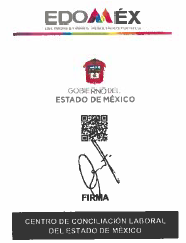 EDOMÉX
GOBIERNO DEL
ESTADO DE MÉXICO
FIRMA
CENTRO DE CONCILIACIÓN LABORAL
DEL ESTADO DE MÉXICO